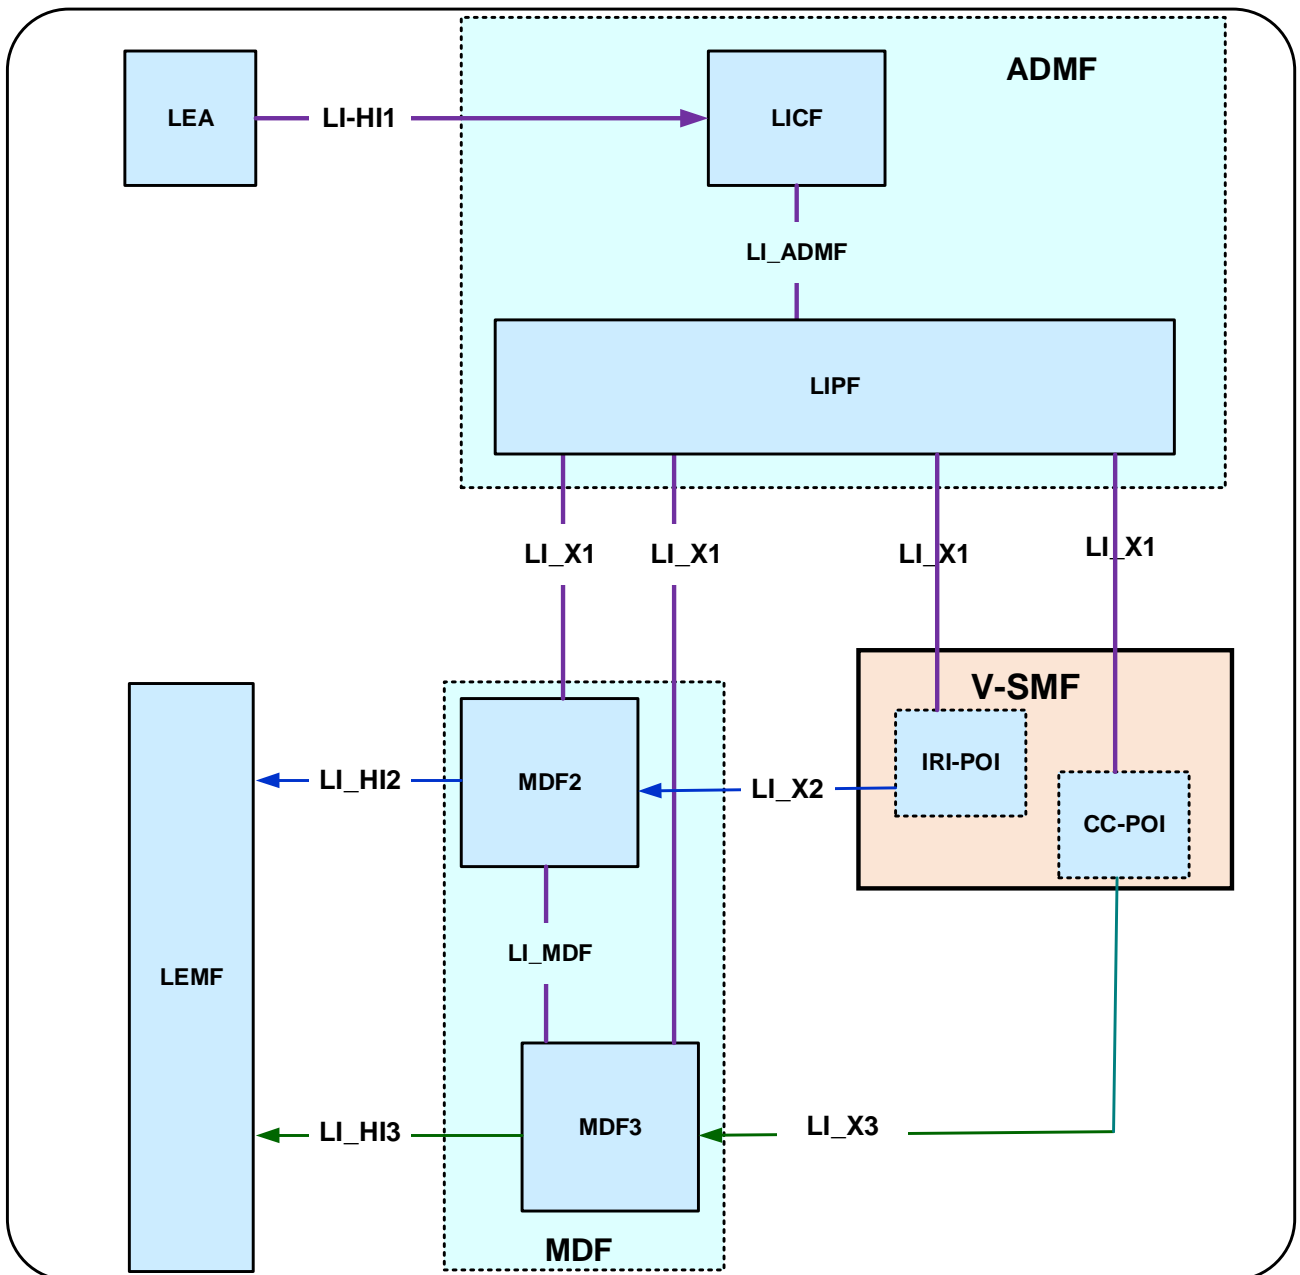 ADMF
LEA
LI-HI1
LICF
LI_ADMF
LIPF
LI_X1
LI_X1
LI_X1
LI_X1
V-SMF
IRI-POI
MDF2
LI_HI2
LI_X2
CC-POI
LI_MDF
LEMF
MDF3
LI_HI3
LI_X3
MDF